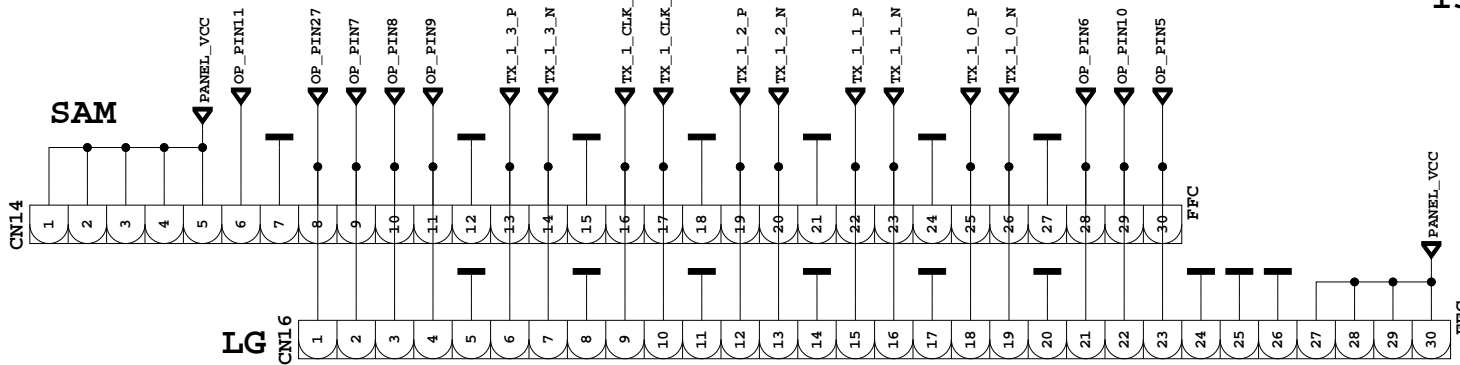 PANEL_VCC
OP_PIN11
OP_PIN27
OP_PIN7
OP_PIN8
OP_PIN9
TX_1_3_P
TX_1_3_N
TX_1_CLK_
TX_1_CLK_
TX_1_2_P
TX_1_2_N
TX_1_1_P
TX_1_1_N
TX_1_0_P
TX_1_0_N
OP_PIN6
OP_PIN10
OP_PIN5
SAM
CN14
1 2 3 4 5 6 7 8 9 10 11 12 13 14 15 16 17 18 19 20 21 22 23 24 25 26 27 28 29 30
FFC
PANEL_VCC
LG
CN16
1 2 3 4 5 6 7 8 9 10 11 12 13 14 15 16 17 18 19 20 21 22 23 24 25 26 27 28 29 30